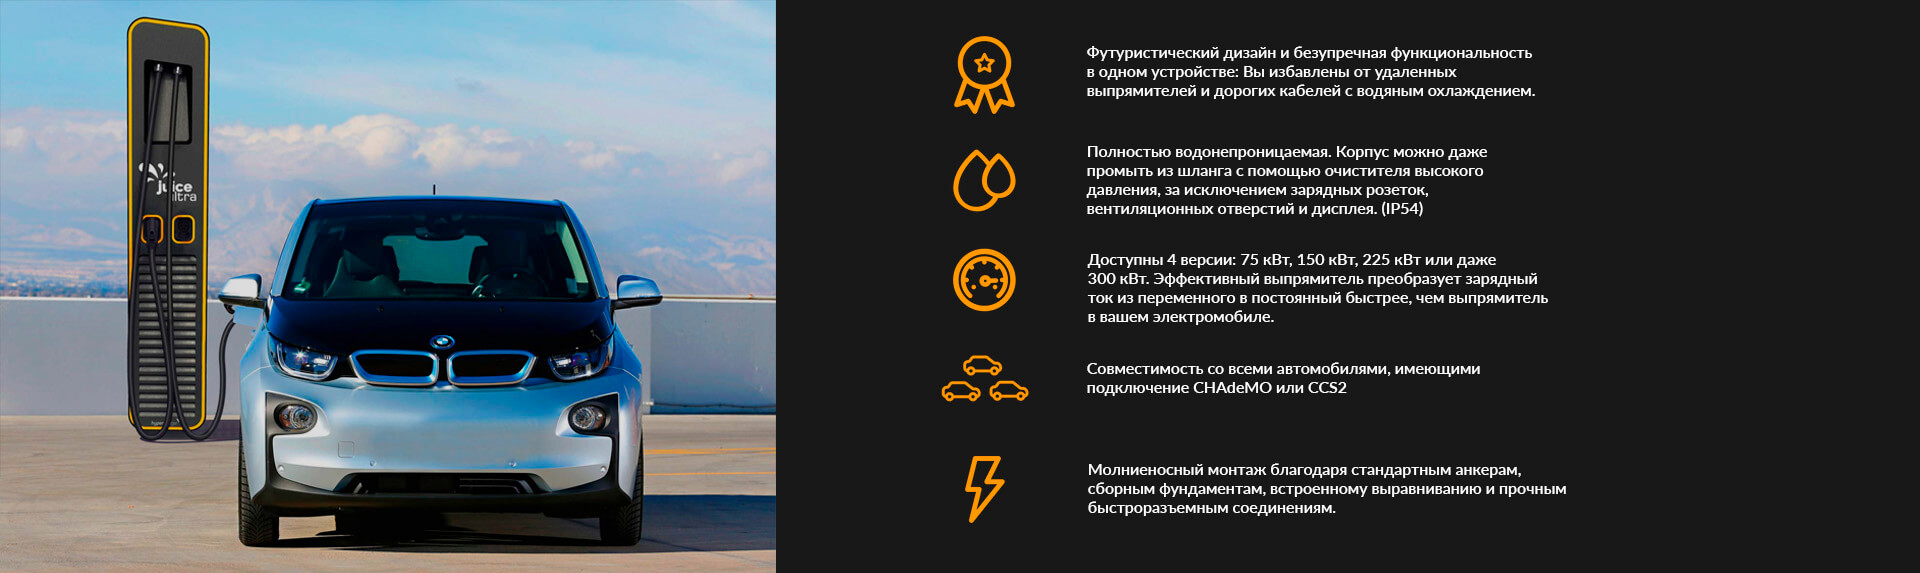 juice
ultra
Футуристический дизайн и безупречная функциональность
в одном устройстве: Вы избавлены от удаленных
выпрямителей и дорогих кабелей с водяным охлаждением.
Полностью водонепроницаемая. Корпус можно даже
промыть из шланга с помощью очистителя высокого
давления, за исключением зарядных розеток,
вентиляционных отверстий и дисплея. (IP54)
Доступны 4 версии: 75 кВт, 150 кВт, 225 кВт или даже
300 кВт. Эффективный выпрямитель преобразует зарядный
ток из переменного в постоянный быстрее, чем выпрямитель
в вашем электромобиле.
Совместимость со всеми автомобилями, имеющими
подключение CHAdeMO или CCS2
Молниеносный монтаж благодаря стандартным анкерам,
сборным фундаментам, встроенному выравниванию и прочным
быстроразъемным соединениям.